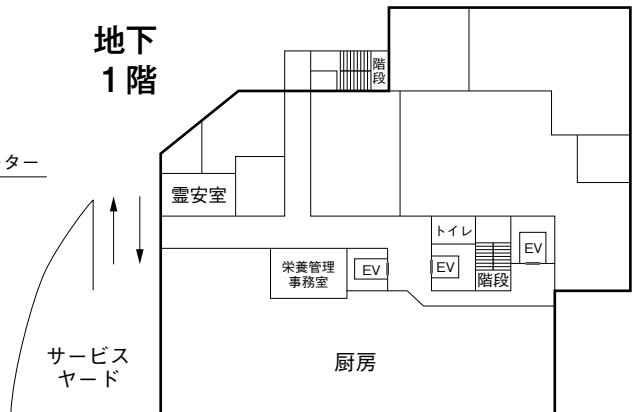 地下
1階
階
段
ター
霊安室
トイレ
EV
栄養管理
事務室
EV
EV
階段
サービス
ヤード
厨房